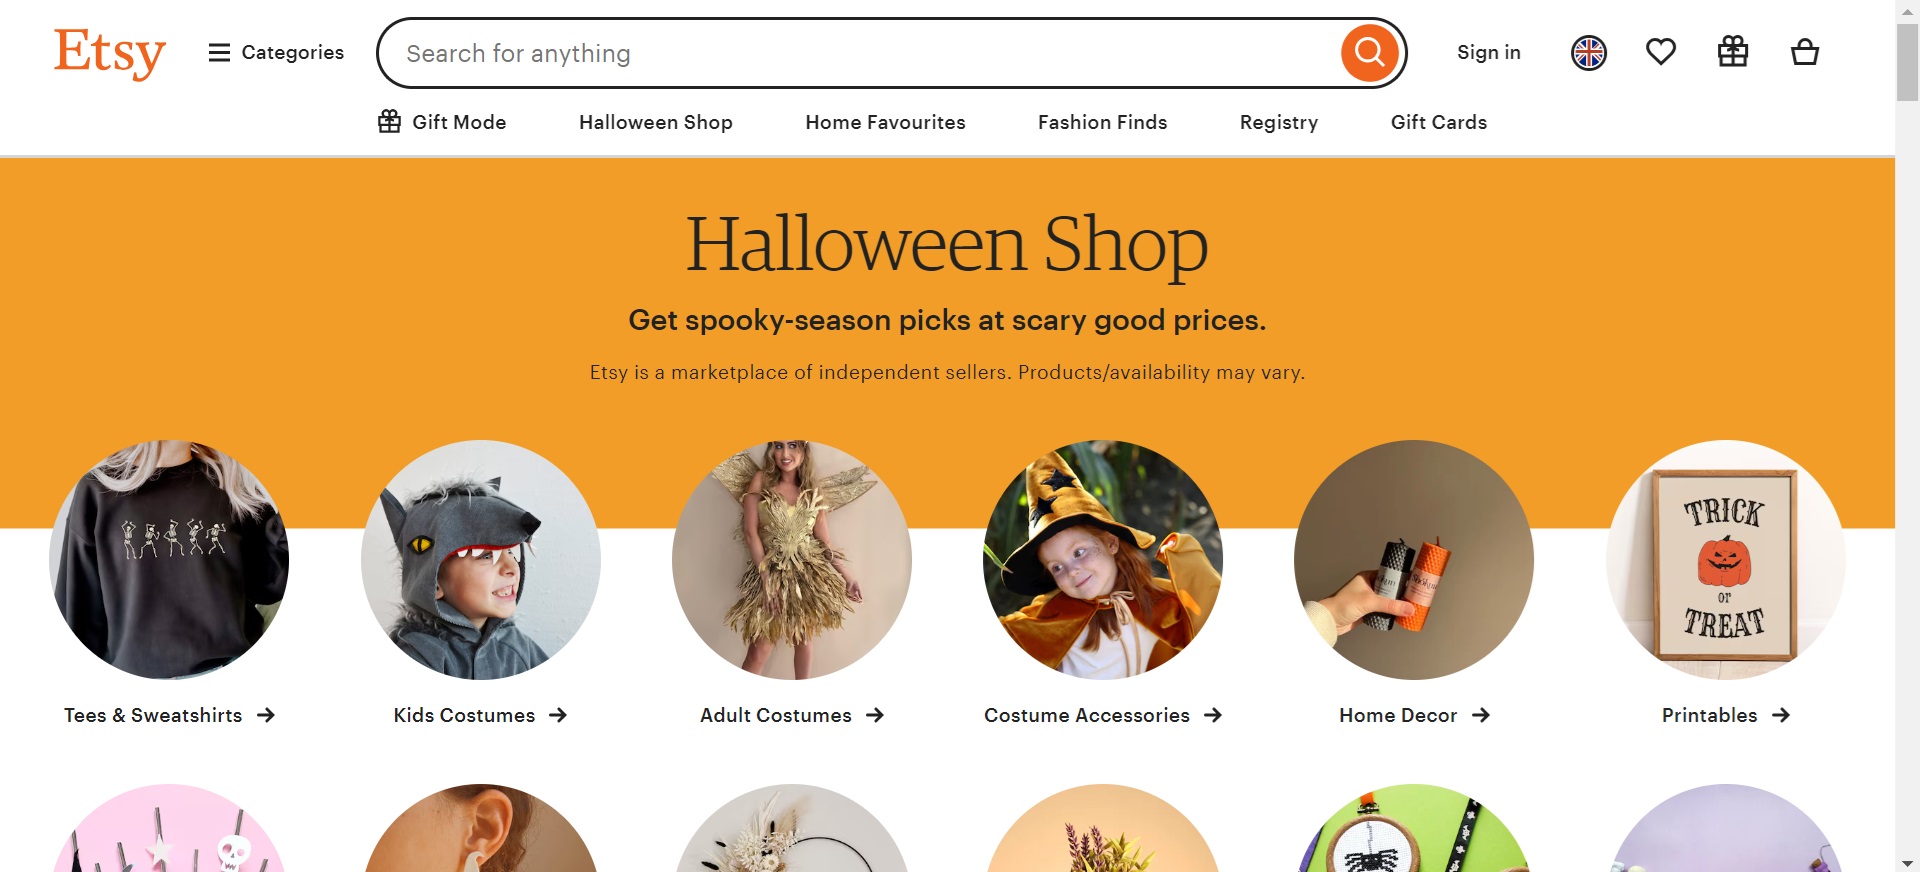 Etsy
Categories
Search for anything
Sign in
Gift Mode
Halloween Shop
Home Favourites
Fashion Finds
Registry
Gift Cards
Halloween Shop
Get spooky-season picks at scary good prices.
Etsy is a marketplace of independent sellers. Products/availability may vary.
TRICK
or
TREAT
Tees & Sweatshirts
Kids Costumes
Adult Costumes
Costume Accessories
Home Decor
Printables